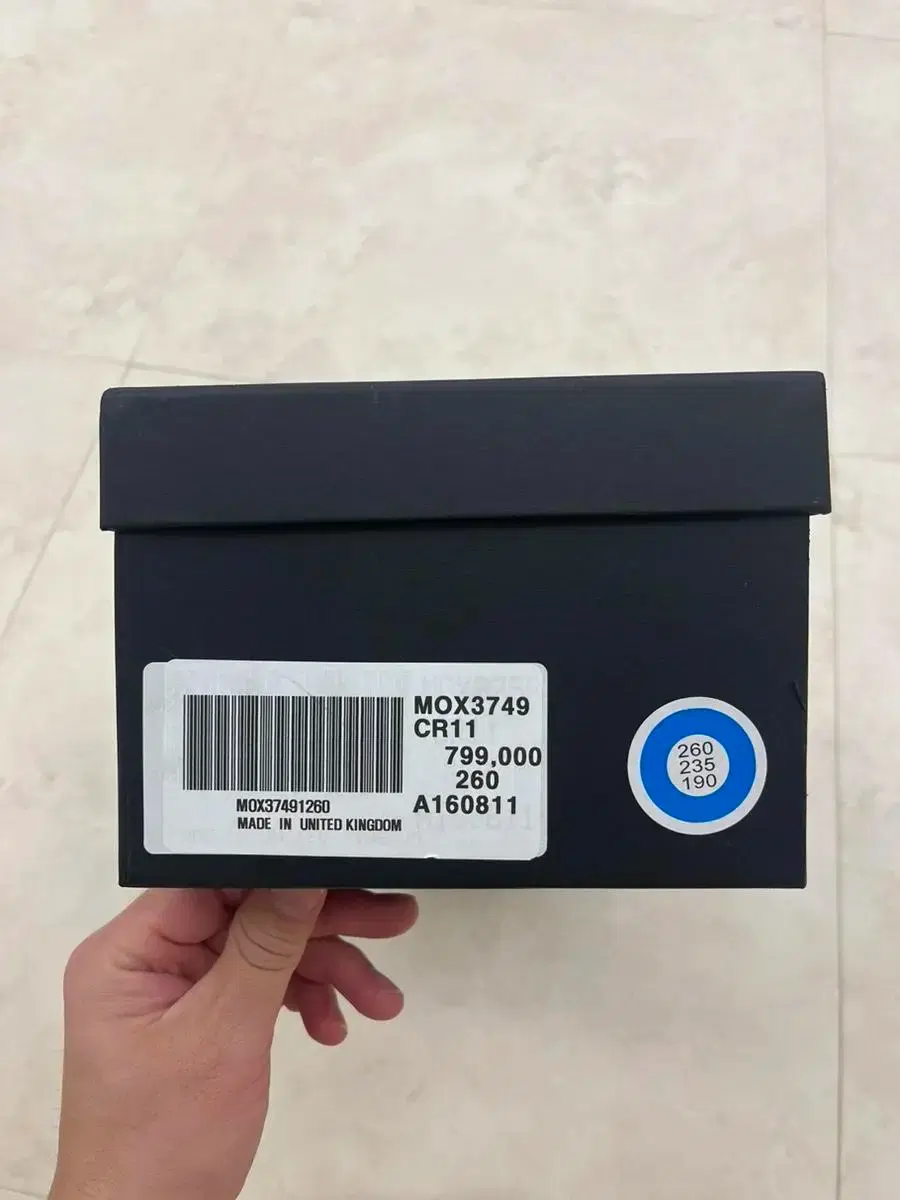 MOX3749
CR11
799,000
260
A160811
MOX37491260
MADE IN UNITED KINGDOM
260
235
190